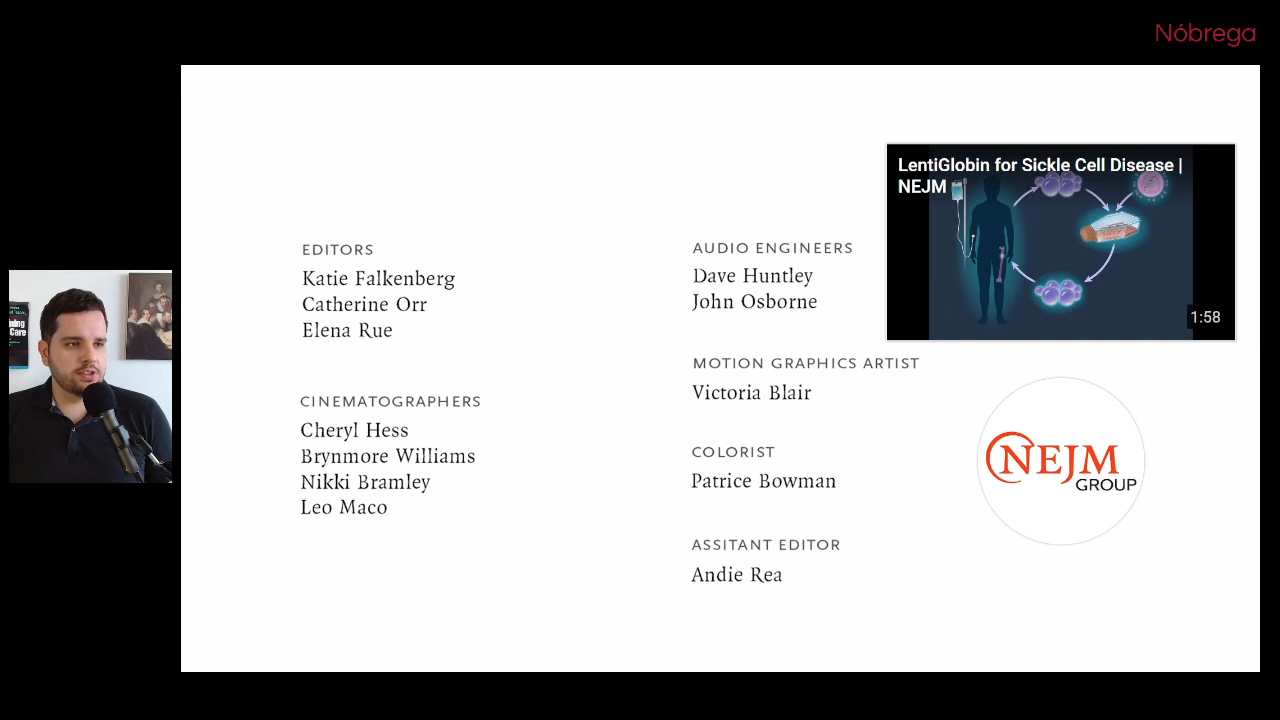 Nóbrega
LentiGlobin for Sickle Cell Disease |
NEJM
1:58
EDITORS
Katie Falkenberg
Catherine Orr
Elena Rue
CINEMATOGRAPHERS
Cheryl Hess
Brynmore Williams
Nikki Bramley
Leo Maco
AUDIO ENGINEERS
Dave Huntley
John Osborne
MOTION GRAPHICS ARTIST
Victoria Blair
COLORIST
Patrice Bowman
ASSITANT EDITOR
Andie Rea
NEJM
GROUP
Care